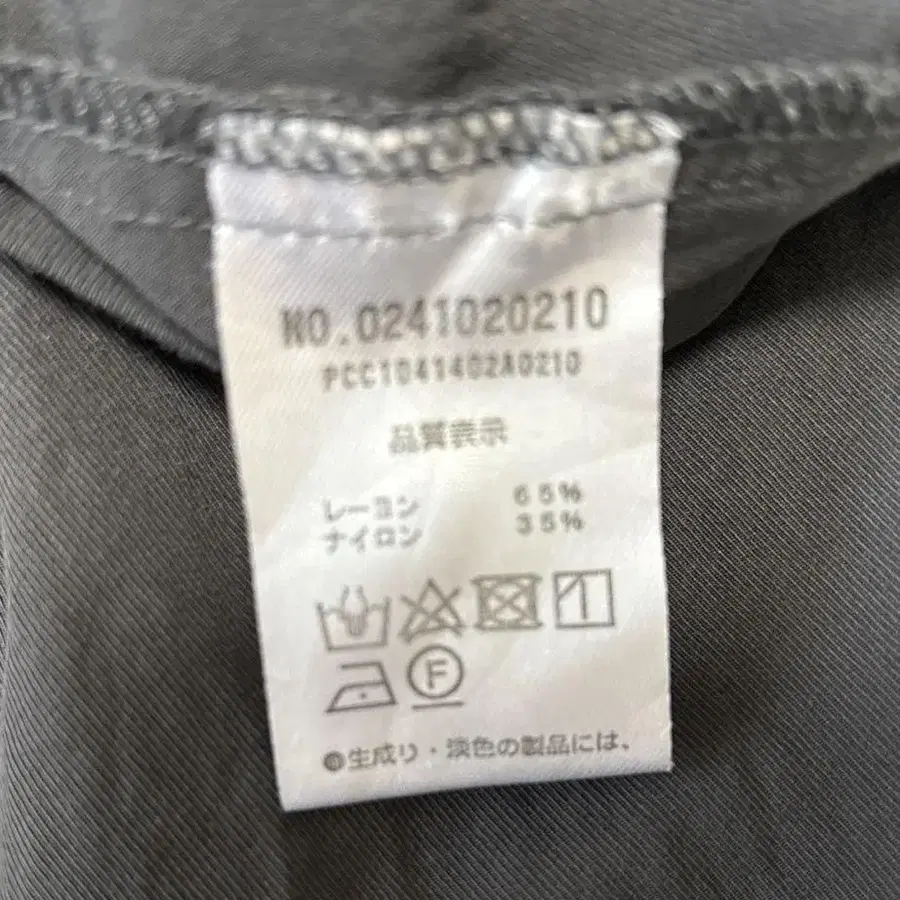 NO.0241020210
PCC1041402A0210
品質表示
レーヨン 65%
ナイロン 35%
F
◎生成り・淡色の製品には、